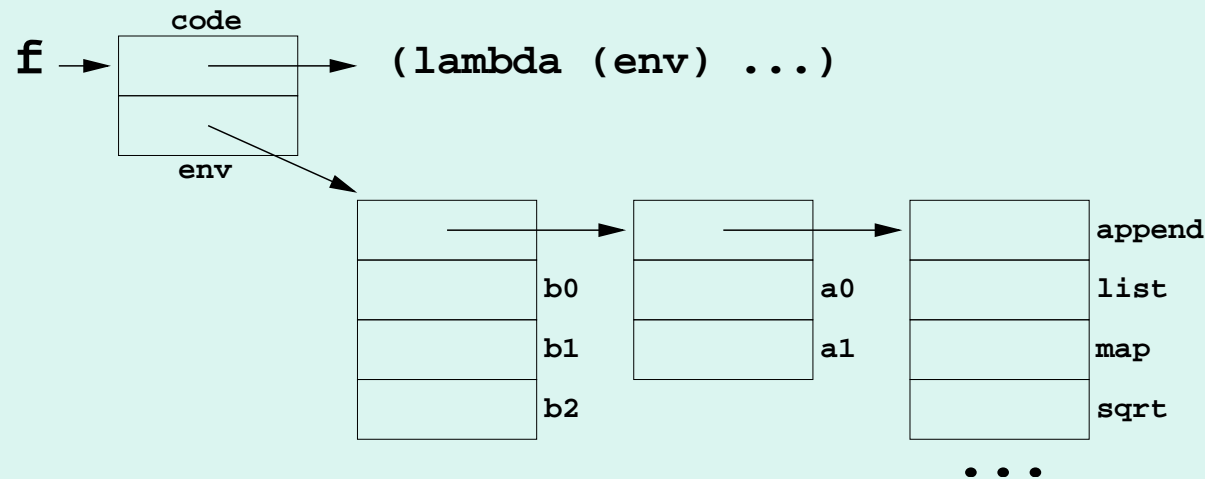 code
f (lambda (env) ...)
env
append
b0 a0 list
b1 a1 map
b2 sqrt
...